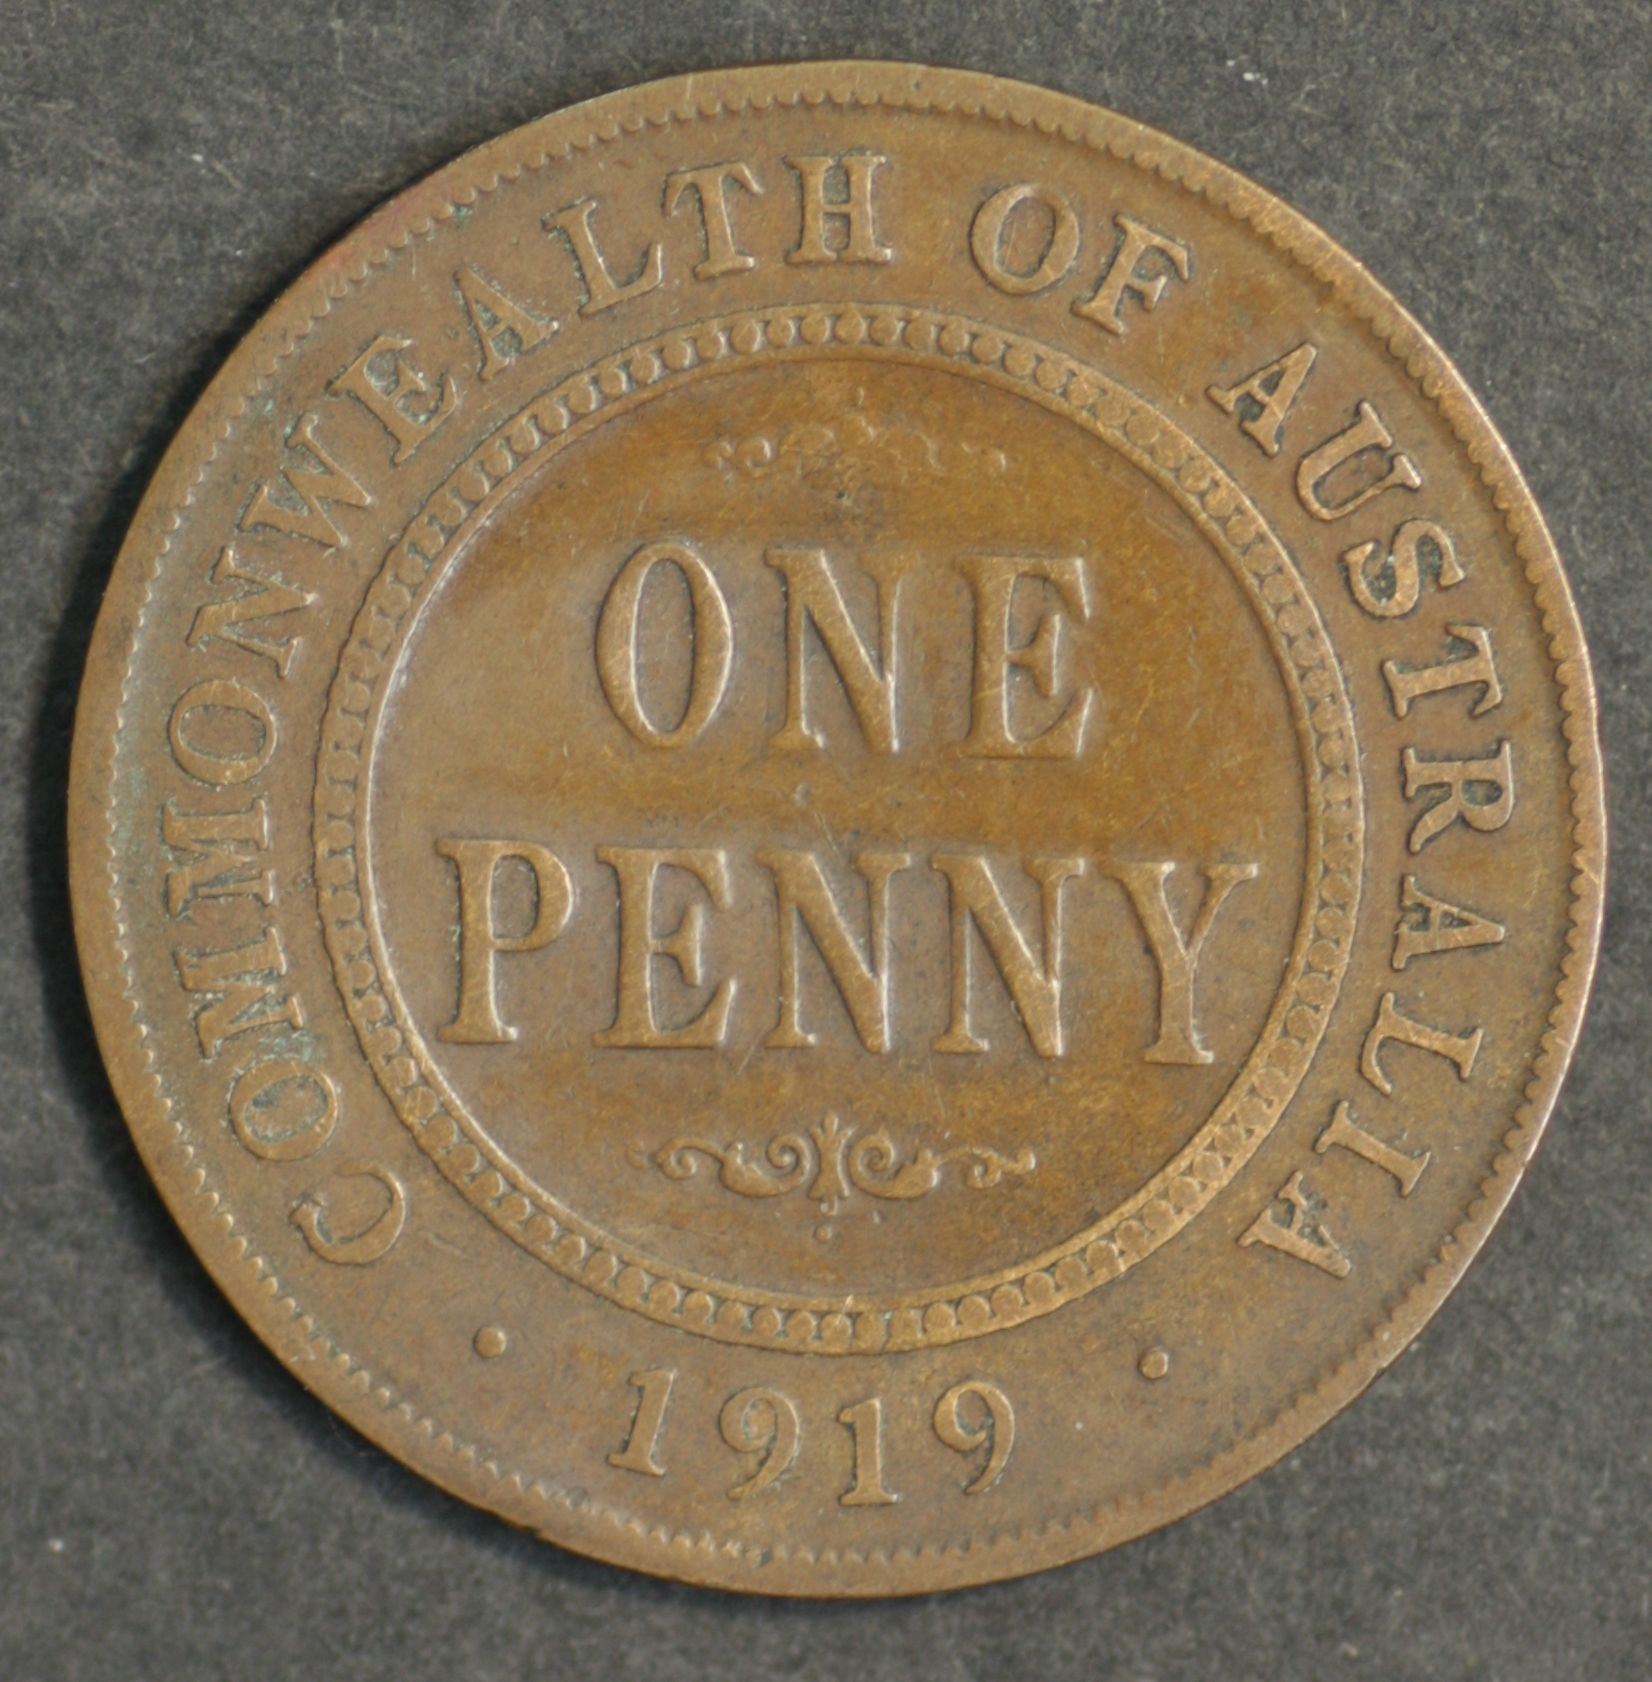 COMMONWEALTH OF AUSTRALIA
ONE
PENNY
· 1919 ·